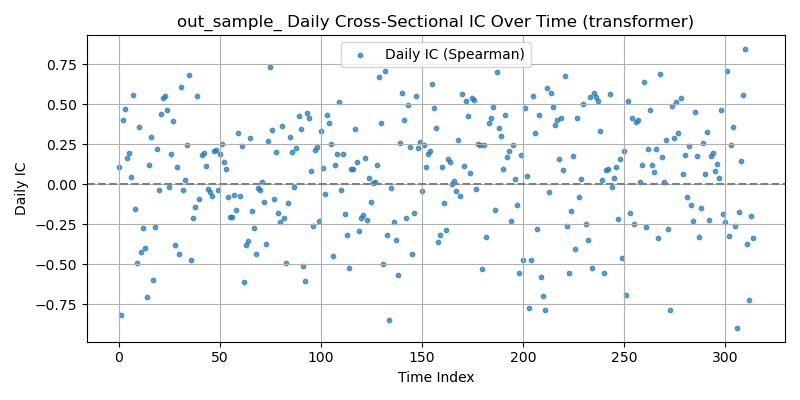 out_sample_ Daily Cross-Sectional IC Over Time (transformer)
Daily IC (Spearman)
Daily IC
0.75
0.50
0.25
0.00
−0.25
−0.50
−0.75
0 50 100 150 200 250 300
Time Index